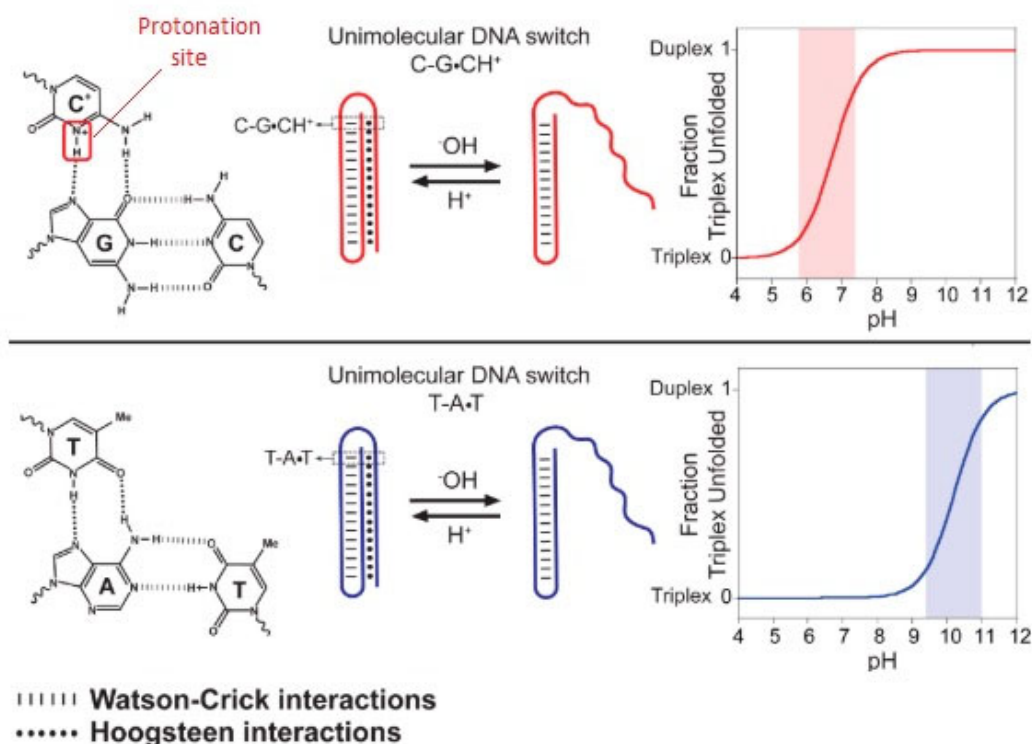 Protonation
site
Unimolecular DNA switch
C-G•CH⁺
C⁺
O
N
N⁺
H
N
H
H
C-G•CH⁺
⁻OH
H⁺
N
O
H
N
H
G
N
H
N
C
N
N
N
H
O
N
H
Fraction
Triplex Unfolded
Duplex 1
Triplex 0
4 5 6 7 8 9 10 11 12
pH
Unimolecular DNA switch
T-A•T
Me
N
T
O
N
O
H
T-A•T
⁻OH
H⁺
H
N
N
H
O
Me
N
A
N
H
N
T
N
O
N
Fraction
Triplex Unfolded
Duplex 1
Triplex 0
4 5 6 7 8 9 10 11 12
pH
Watson-Crick interactions
Hoogsteen interactions